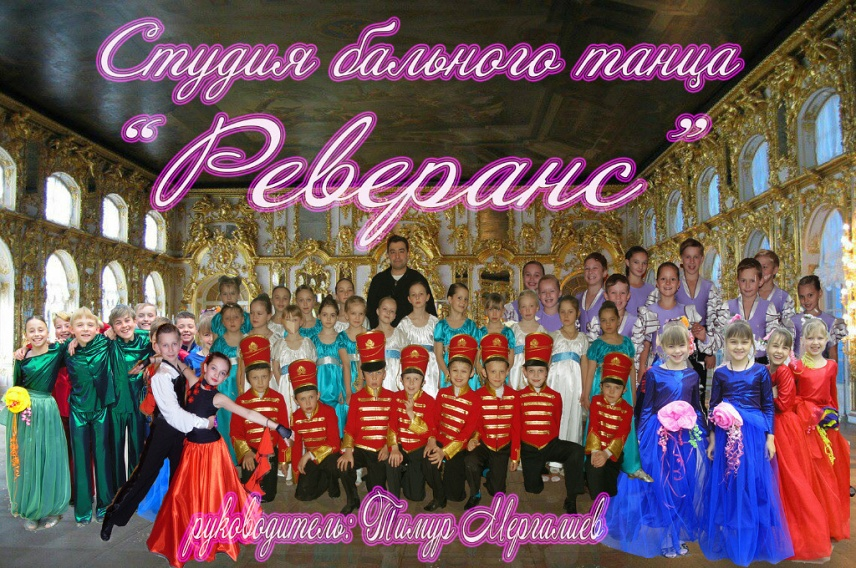 Студия бального танца
“Реверанс”
руководитель: Тимур Мергалиев